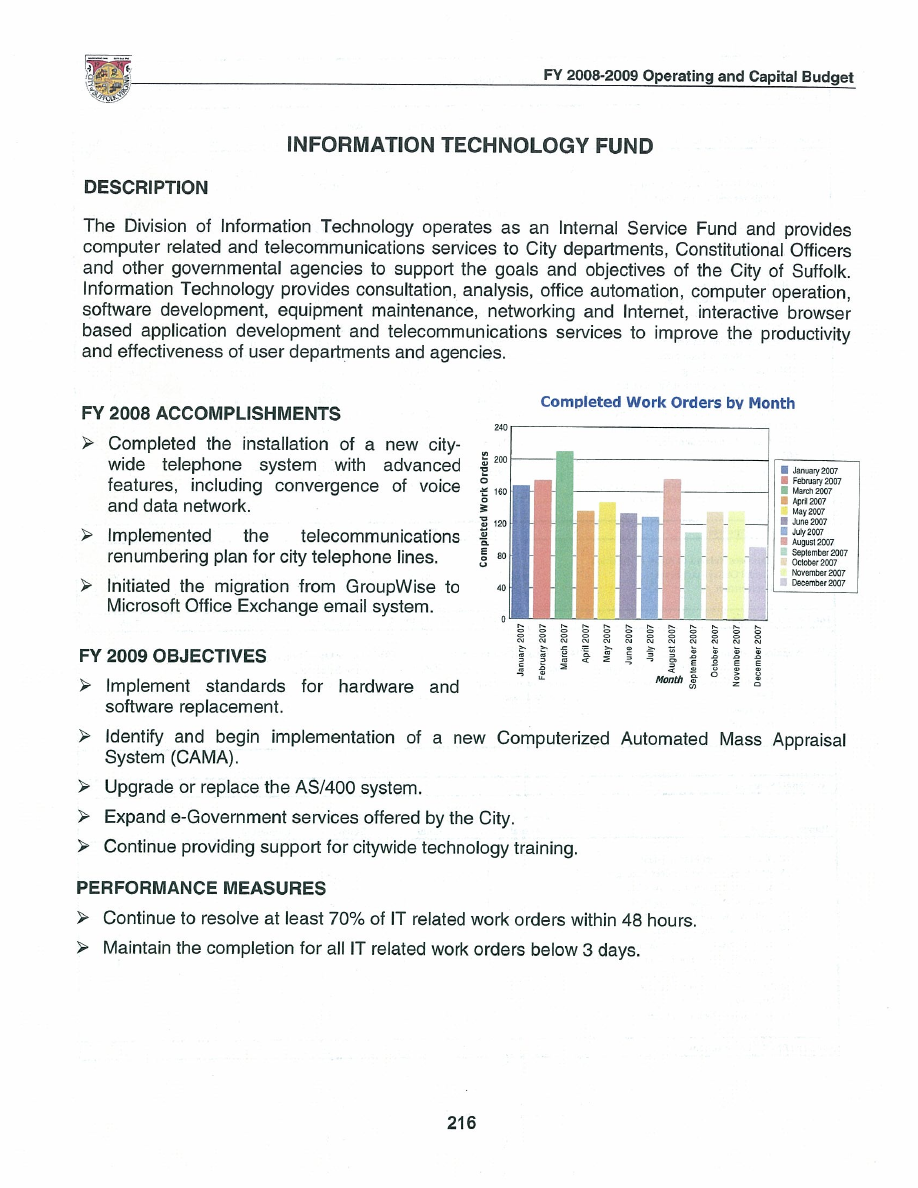 FY 2008-2009 Operating and Capital Budget
INFORMATION TECHNOLOGY FUND
DESCRIPTION
The Division of Information Technology operates as an Internal Service Fund and provides
computer related and telecommunications services to City departments, Constitutional Officers
and other governmental agencies to support the goals and objectives of the City of Suffolk.
Information Technology provides consultation, analysis, office automation, computer operation,
software development, equipment maintenance, networking and Internet, interactive browser
based application development and telecommunications services to improve the productivity
and effectiveness of user departments and agencies.
FY 2008 ACCOMPLISHMENTS
➢ Completed the installation of a new city-
wide telephone system with advanced
features, including convergence of voice
and data network.
➢ Implemented the telecommunications
renumbering plan for city telephone lines.
➢ Initiated the migration from GroupWise to
Microsoft Office Exchange email system.
Completed Work Orders by Month
Completed Work Orders
240
200
160
120
80
40
0
January 2007
February 2007
March 2007
April 2007
May 2007
June 2007
July 2007
August 2007
September 2007
October 2007
November 2007
December 2007
Month
January 2007
February 2007
March 2007
April 2007
May 2007
June 2007
July 2007
August 2007
September 2007
October 2007
November 2007
December 2007
FY 2009 OBJECTIVES
➢ Implement standards for hardware and
software replacement.
➢ Identify and begin implementation of a new Computerized Automated Mass Appraisal
System (CAMA).
➢ Upgrade or replace the AS/400 system.
➢ Expand e-Government services offered by the City.
➢ Continue providing support for citywide technology training.
PERFORMANCE MEASURES
➢ Continue to resolve at least 70% of IT related work orders within 48 hours.
➢ Maintain the completion for all IT related work orders below 3 days.
216